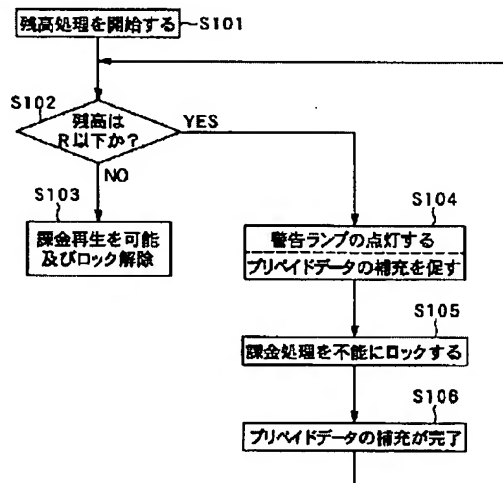 残高処理を開始する
S101
S102
残高は
R以下か?
YES
NO
S103
課金再生を可能
及びロック解除
S104
警告ランプの点灯する
プリペイドデータの補充を促す
S105
課金処理を不能にロックする
S106
プリペイドデータの補充が完了